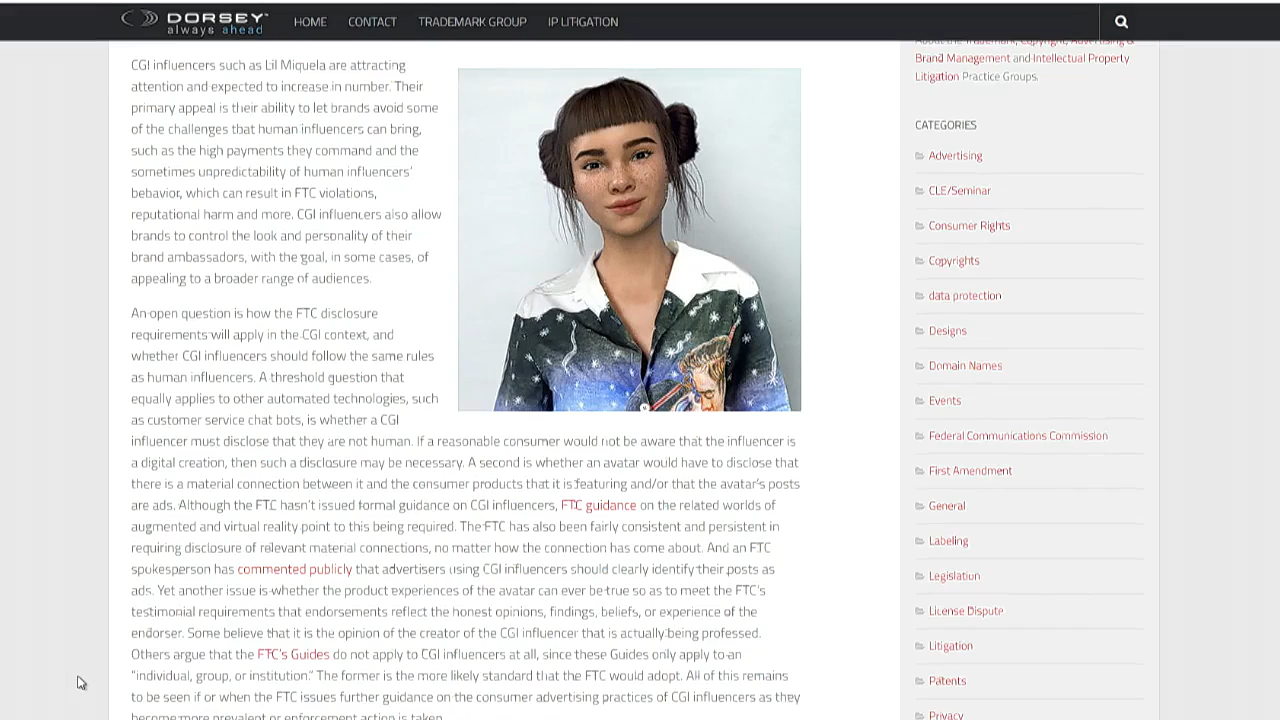 DORSEY™
always ahead
HOME
CONTACT
TRADEMARK GROUP
IP LITIGATION
CGI influencers such as Lil Miquela are attracting
attention and expected to increase in number. Their
primary appeal is their ability to let brands avoid some
of the challenges that human influencers can bring,
such as the high payments they command and the
sometimes unpredictability of human influencers'
behavior, which can result in FTC violations,
reputational harm and more. CGI influencers also allow
brands to control the look and personality of their
brand ambassadors, with the goal, in some cases, of
appealing to a broader range of audiences.
An open question is how the FTC disclosure
requirements will apply in the CGI context, and
whether CGI influencers should follow the same rules
as human influencers. A threshold question that
equally applies to other automated technologies, such
as customer service chat bots, is whether a CGI
influencer must disclose that they are not human. If a reasonable consumer would not be aware that the influencer is
a digital creation, then such a disclosure may be necessary. A second is whether an avatar would have to disclose that
there is a material connection between it and the consumer products that it is featuring and/or that the avatar's posts
are ads. Although the FTC hasn't issued formal guidance on CGI influencers, FTC guidance on the related worlds of
augmented and virtual reality point to this being required. The FTC has also been fairly consistent and persistent in
requiring disclosure of relevant material connections, no matter how the connection has come about. And an FTC
spokesperson has commented publicly that advertisers using CGI influencers should clearly identify their posts as
ads. Yet another issue is whether the product experiences of the avatar can ever be true so as to meet the FTC's
testimonial requirements that endorsements reflect the honest opinions, findings, beliefs, or experience of the
endorser. Some believe that it is the opinion of the creator of the CGI influencer that is actually being professed.
Others argue that the FTC's Guides do not apply to CGI influencers at all, since these Guides only apply to an
"individual, group, or institution." The former is the more likely standard that the FTC would adopt. All of this remains
to be seen if or when the FTC issues further guidance on the consumer advertising practices of CGI influencers as they
become more prevalent or enforcement action is taken.
About the Trademark, Copyright, Advertising &
Brand Management and Intellectual Property
Litigation Practice Groups.
CATEGORIES
Advertising
CLE/Seminar
Consumer Rights
Copyrights
data protection
Designs
Domain Names
Events
Federal Communications Commission
First Amendment
General
Labeling
Legislation
License Dispute
Litigation
Patents
Privacy